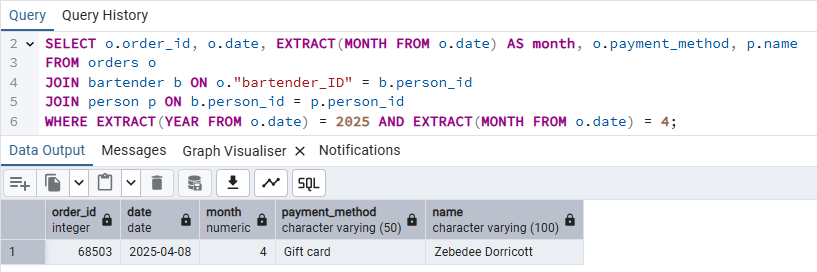 Query Query History
2 SELECT o.order_id, o.date, EXTRACT(MONTH FROM o.date) AS month, o.payment_method, p.name
3 FROM orders o
4 JOIN bartender b ON o."bartender_ID" = b.person_id
5 JOIN person p ON b.person_id = p.person_id
6 WHERE EXTRACT(YEAR FROM o.date) = 2025 AND EXTRACT(MONTH FROM o.date) = 4;
Data Output Messages Graph Visualiser Notifications
SQL
order_id date month payment_method name
integer date numeric character varying (50) character varying (100)
1 68503 2025-04-08 4 Gift card Zebedee Dorricott